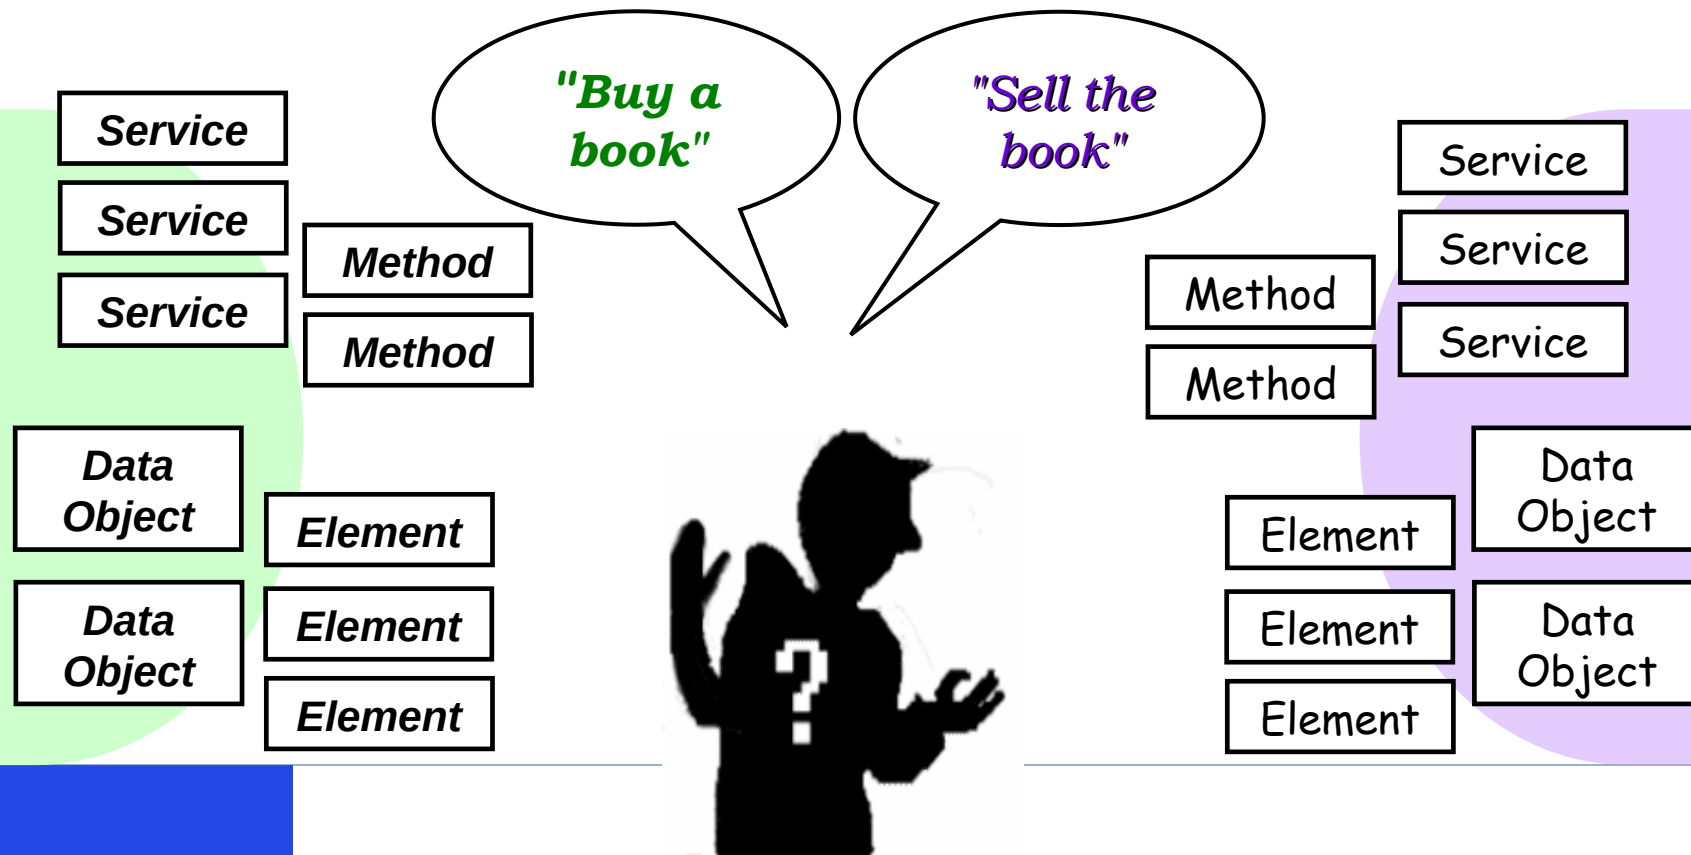 "Buy a
book"
"Sell the
book"
Service
Service
Service
Method
Method
Data
Object
Data
Object
Element
Element
Element
?
Service
Service
Service
Method
Method
Data
Object
Data
Object
Element
Element
Element